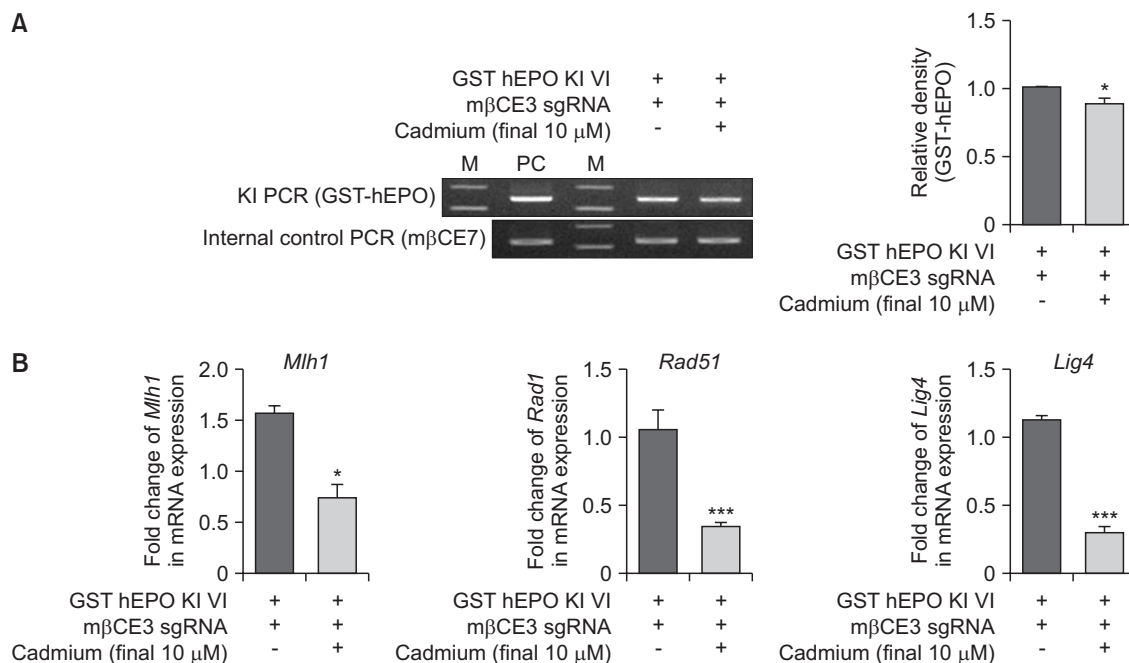 A
GST hEPO KI VI + +
mβCE3 sgRNA + +
Cadmium (final 10 μM) - +
M PC M
KI PCR (GST-hEPO)
Internal control PCR (mβCE7)
Relative density
(GST-hEPO)
1.5
1.0
0.5
0
*
GST hEPO KI VI + +
mβCE3 sgRNA + +
Cadmium (final 10 μM) - +
B
Mlh1
Fold change of Mlh1
in mRNA expression
2.0
1.5
1.0
0.5
0
*
GST hEPO KI VI + +
mβCE3 sgRNA + +
Cadmium (final 10 μM) - +
Rad51
Fold change of Rad1
in mRNA expression
1.5
1.0
0.5
0
***
GST hEPO KI VI + +
mβCE3 sgRNA + +
Cadmium (final 10 μM) - +
Lig4
Fold change of Lig4
in mRNA expression
1.5
1.0
0.5
0
***
GST hEPO KI VI + +
mβCE3 sgRNA + +
Cadmium (final 10 μM) - +